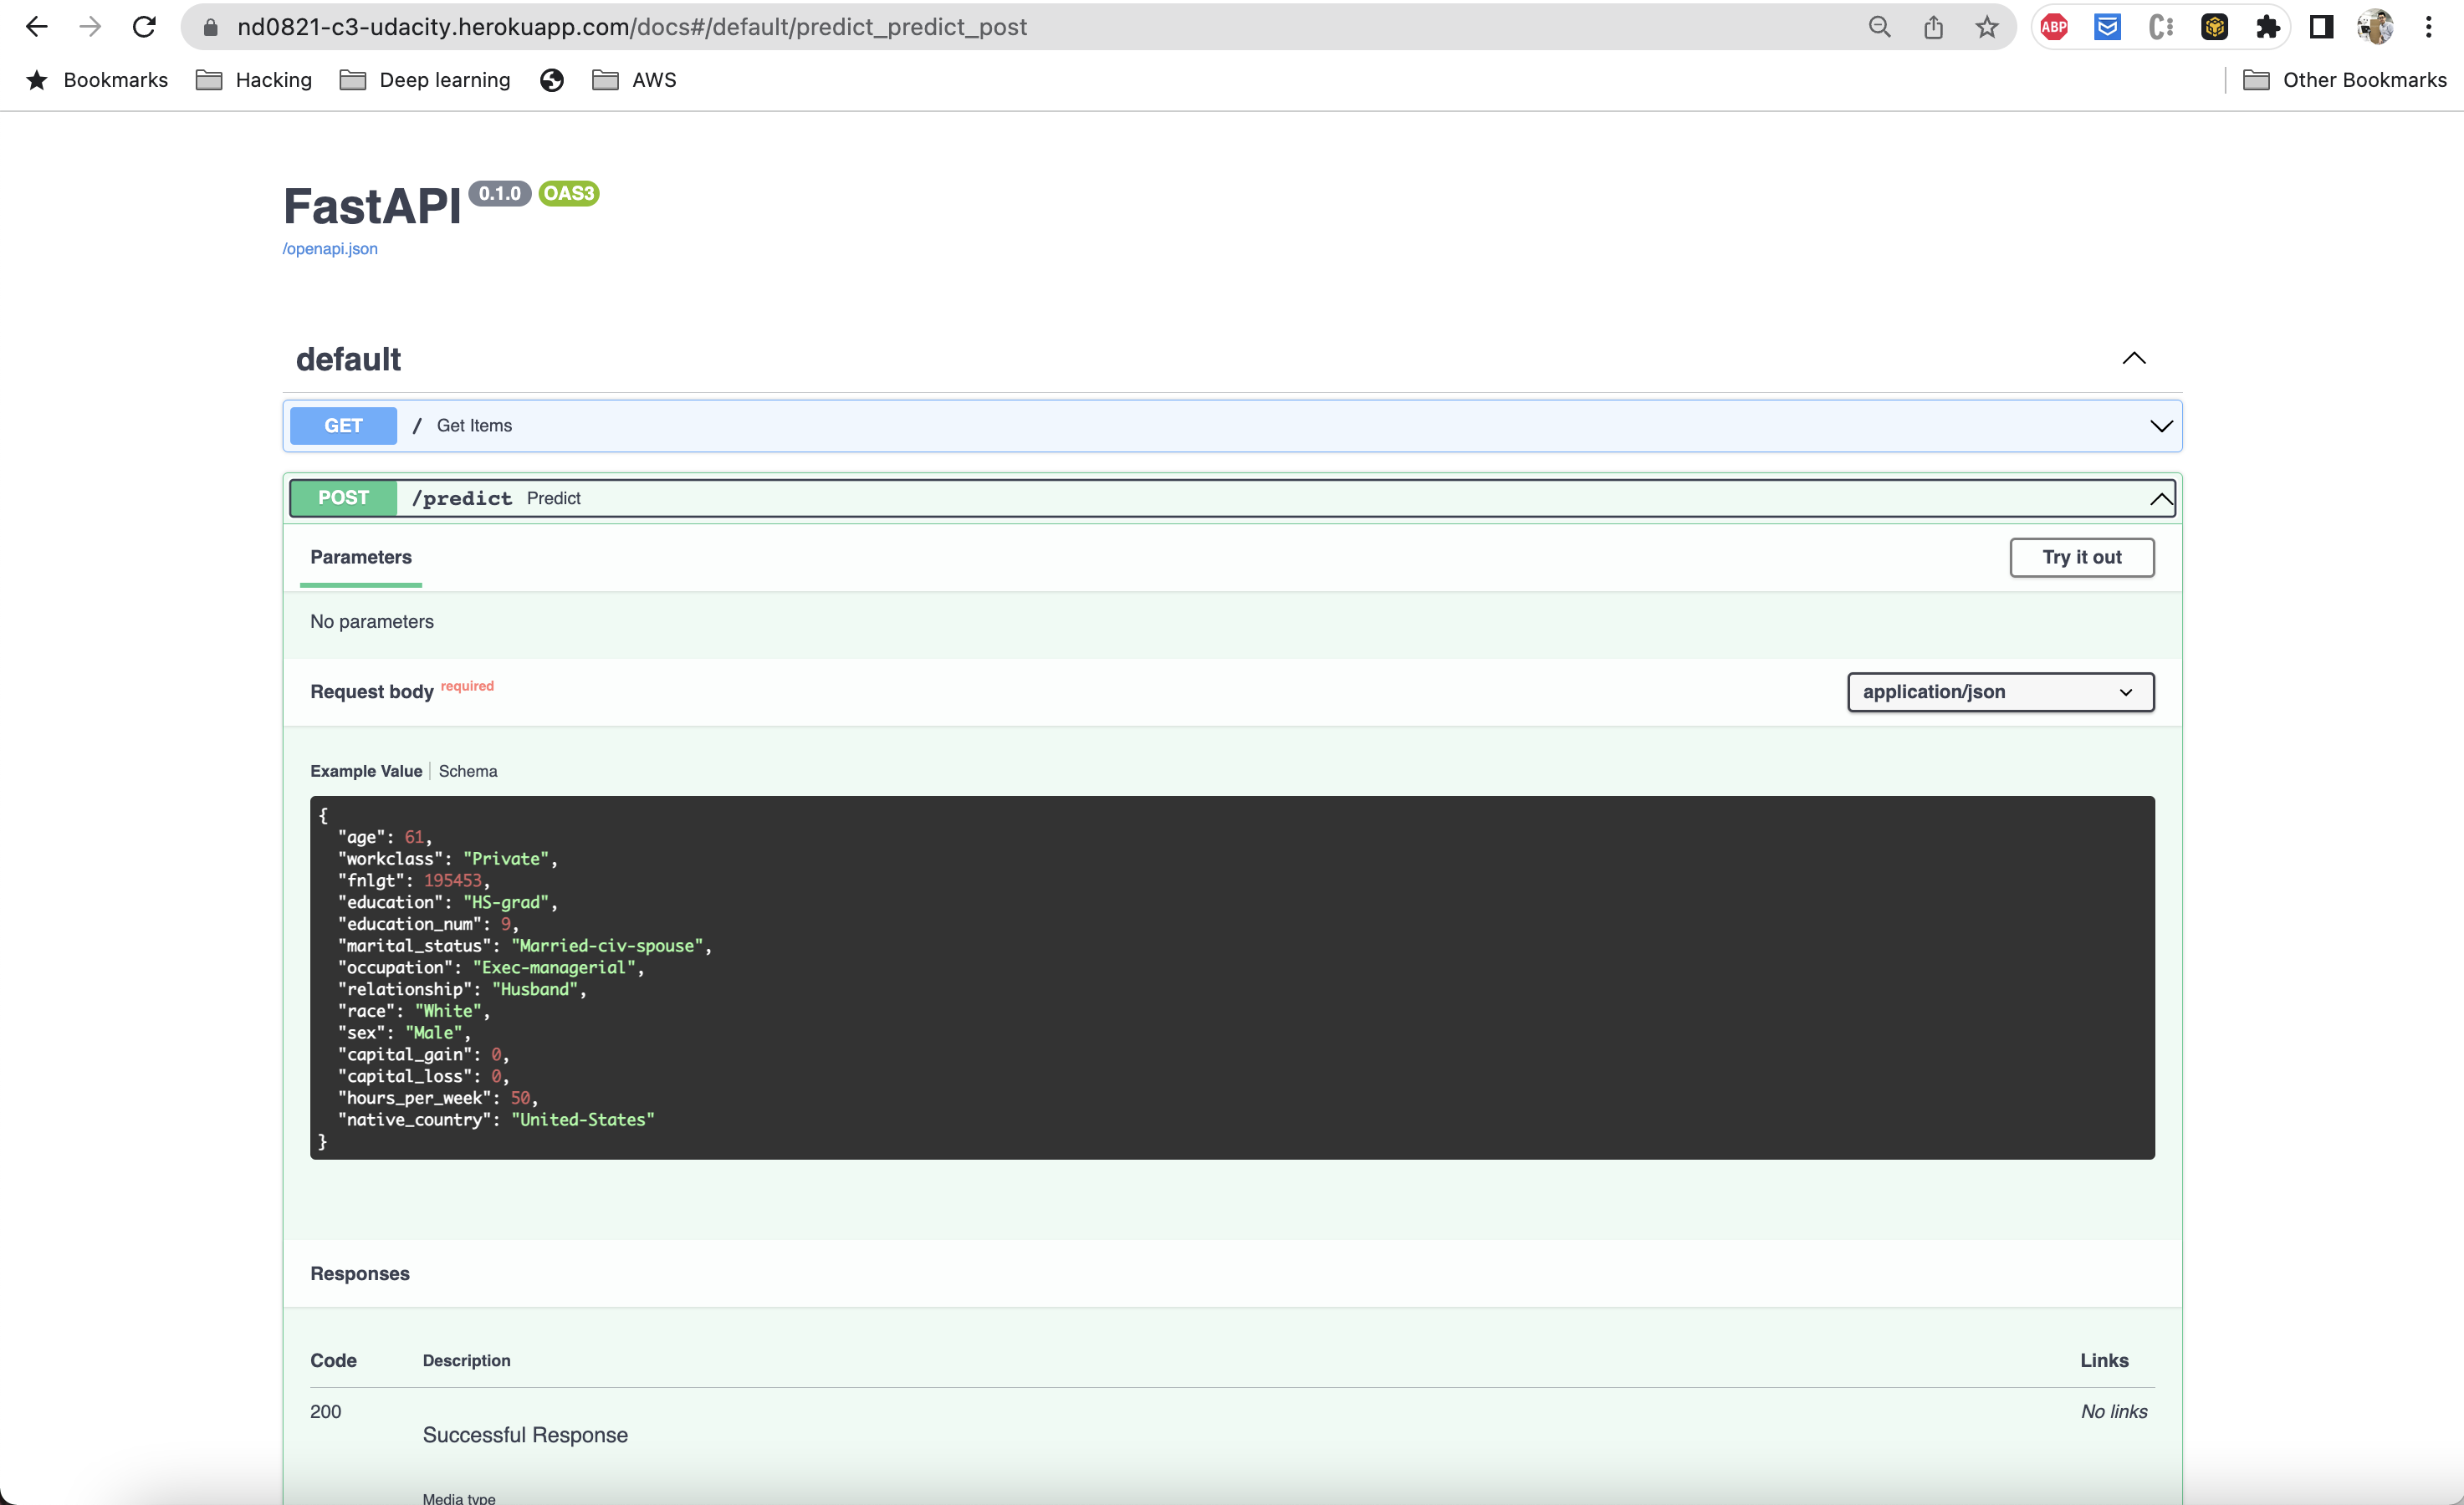 nd0821-c3-udacity.herokuapp.com/docs#/default/predict_predict_post
ABP
Bookmarks
Hacking
Deep learning
AWS
Other Bookmarks
FastAPI 0.1.0 OAS3
/openapi.json
default
GET / Get Items
POST /predict Predict
Parameters
Try it out
No parameters
Request body required
application/json
Example Value | Schema
{
"age": 61,
"workclass": "Private",
"fnlgt": 195453,
"education": "HS-grad",
"education_num": 9,
"marital_status": "Married-civ-spouse",
"occupation": "Exec-managerial",
"relationship": "Husband",
"race": "White",
"sex": "Male",
"capital_gain": 0,
"capital_loss": 0,
"hours_per_week": 50,
"native_country": "United-States"
}
Responses
Code Description Links
200 No links
Successful Response
Media type